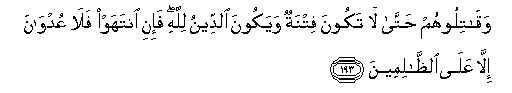 وَقَـٰتِلُوهُمْ حَتَّىٰ لَا تَكُونَ فِتْنَةٌ وَيَكُونَ ٱلدِّينُ لِلَّهِ ۖ فَإِنِ ٱنتَهَوْا۟ فَلَا عُدْوَٰنَ
إِلَّا عَلَى ٱلظَّـٰلِمِينَ ﴿١٩٣﴾